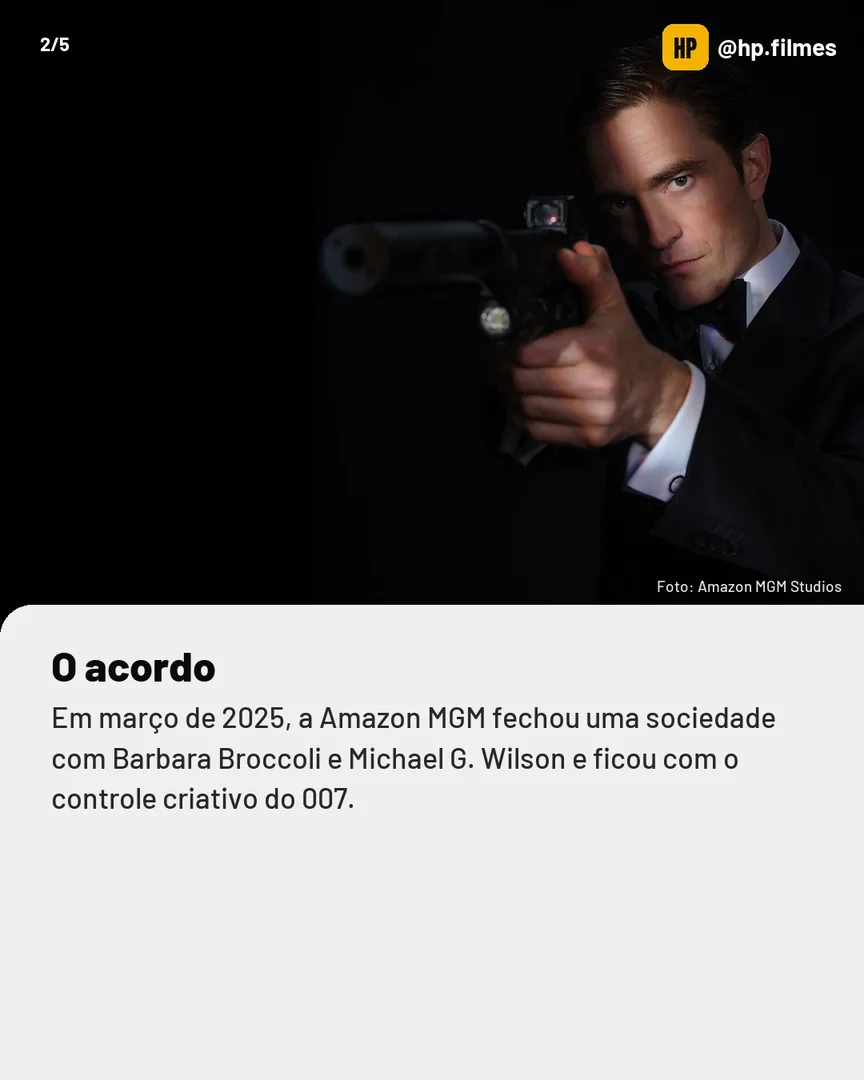 2/5
HP @hp.filmes
Foto: Amazon MGM Studios
O acordo
Em março de 2025, a Amazon MGM fechou uma sociedade
com Barbara Broccoli e Michael G. Wilson e ficou com o
controle criativo do 007.